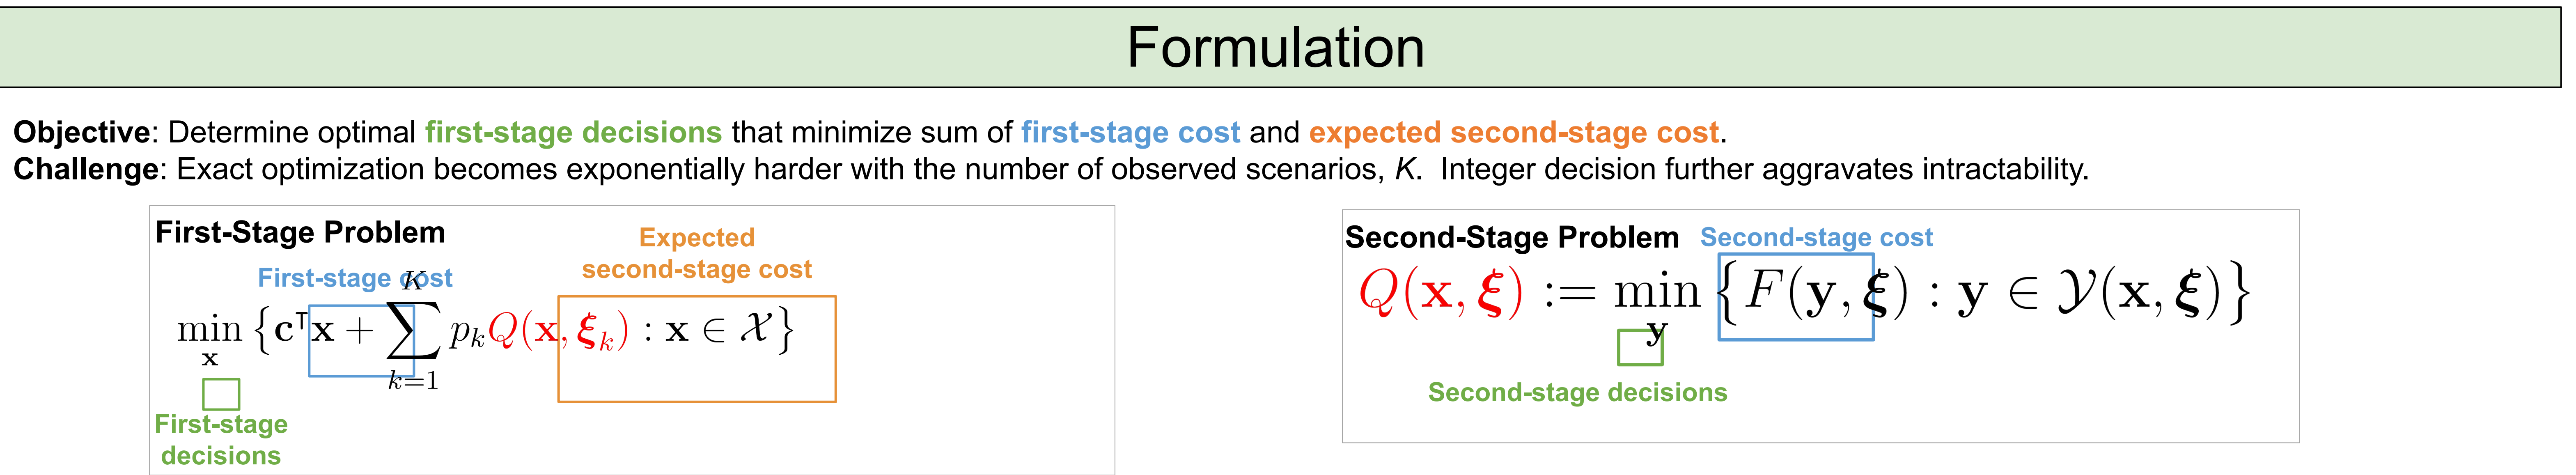 Formulation
Objective: Determine optimal first-stage decisions that minimize sum of first-stage cost and expected second-stage cost.
Challenge: Exact optimization becomes exponentially harder with the number of observed scenarios, K. Integer decision further aggravates intractability.
First-Stage Problem
Expected
second-stage cost
First-stage cost
min_x {c^⊤x + ∑_{k=1}^{K} p_k Q(x, ξ_k) : x ∈ 𝒳}
First-stage
decisions
Second-Stage Problem
Second-stage cost
Q(x, ξ) := min_y {F(y, ξ) : y ∈ 𝒴(x, ξ)}
Second-stage decisions